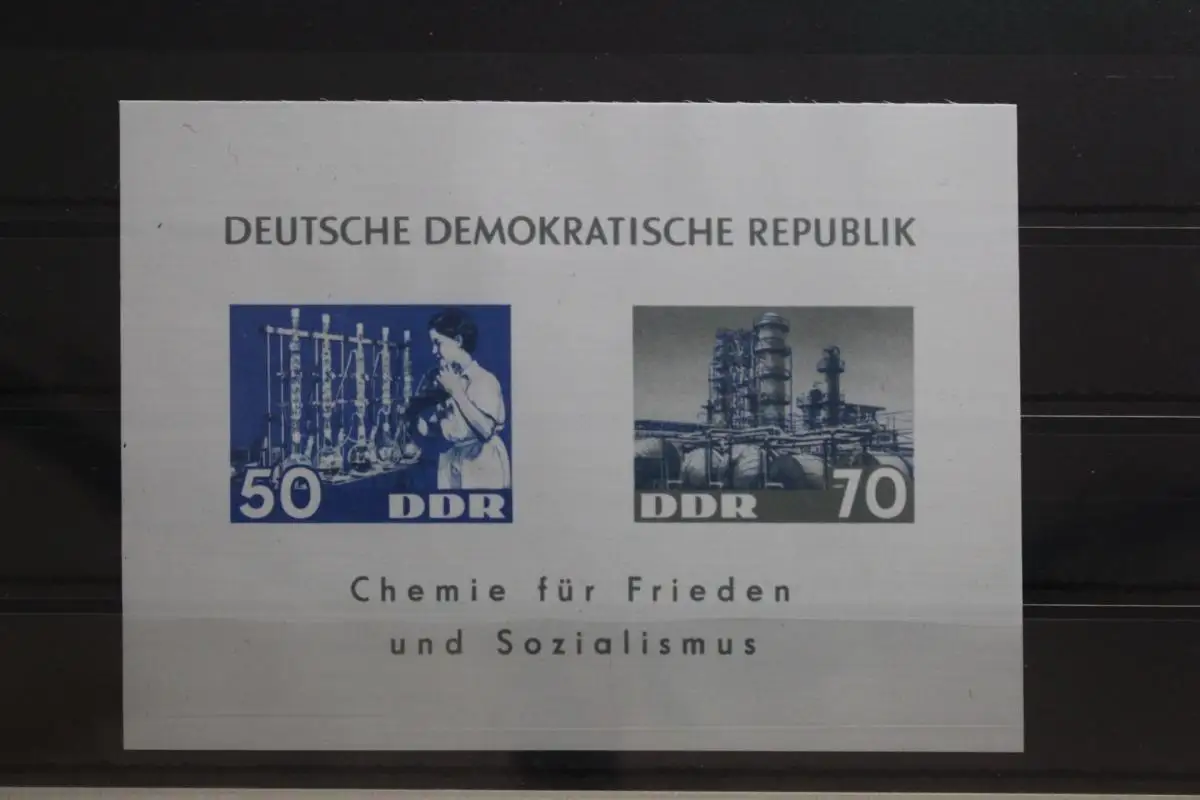 DEUTSCHE DEMOKRATISCHE REPUBLIK
50 DDR
DDR 70
Chemie für Frieden
und Sozialismus